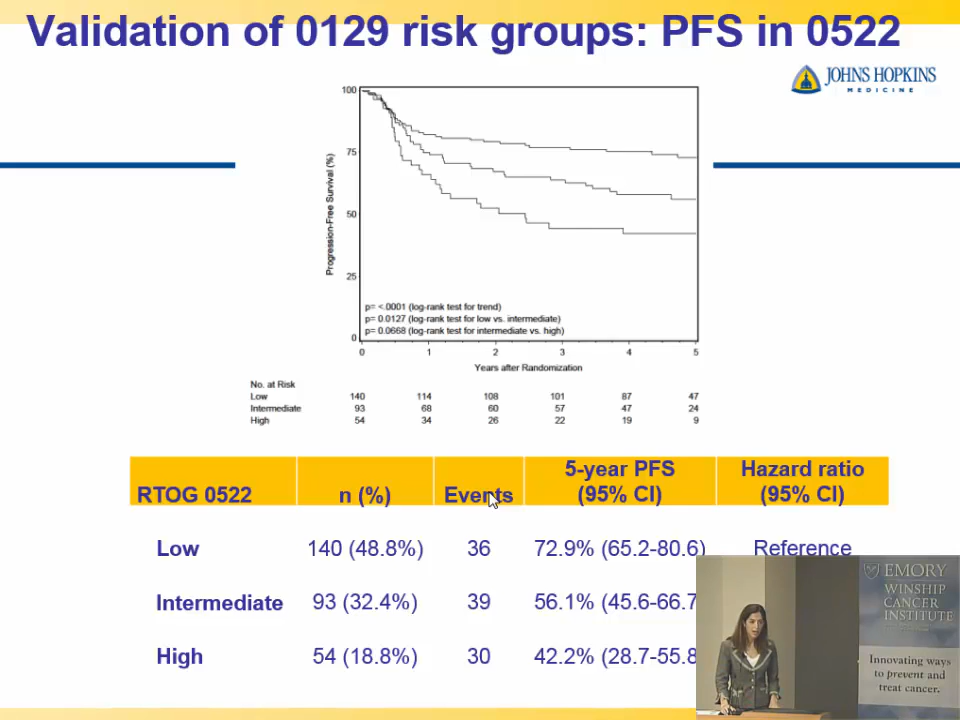 Validation of 0129 risk groups: PFS in 0522
JOHNS HOPKINS
MEDICINE
100
75
50
25
0
Progression-Free Survival (%)
p= <.0001 (log-rank test for trend)
p= 0.0127 (log-rank test for low vs. intermediate)
p= 0.0668 (log-rank test for intermediate vs. high)
0 1 2 3 4 5
Years after Randomization
No. at Risk
Low 140 114 108 101 87 47
Intermediate 93 68 60 57 47 24
High 54 34 26 22 19 9
RTOG 0522 n (%) Events 5-year PFS (95% CI) Hazard ratio (95% CI)
Low 140 (48.8%) 36 72.9% (65.2-80.6) Reference
Intermediate 93 (32.4%) 39 56.1% (45.6-66.7
High 54 (18.8%) 30 42.2% (28.7-55.8
EMORY
WINSHIP
CANCER
INSTITUTE
Innovating ways
to prevent and
treat cancer.